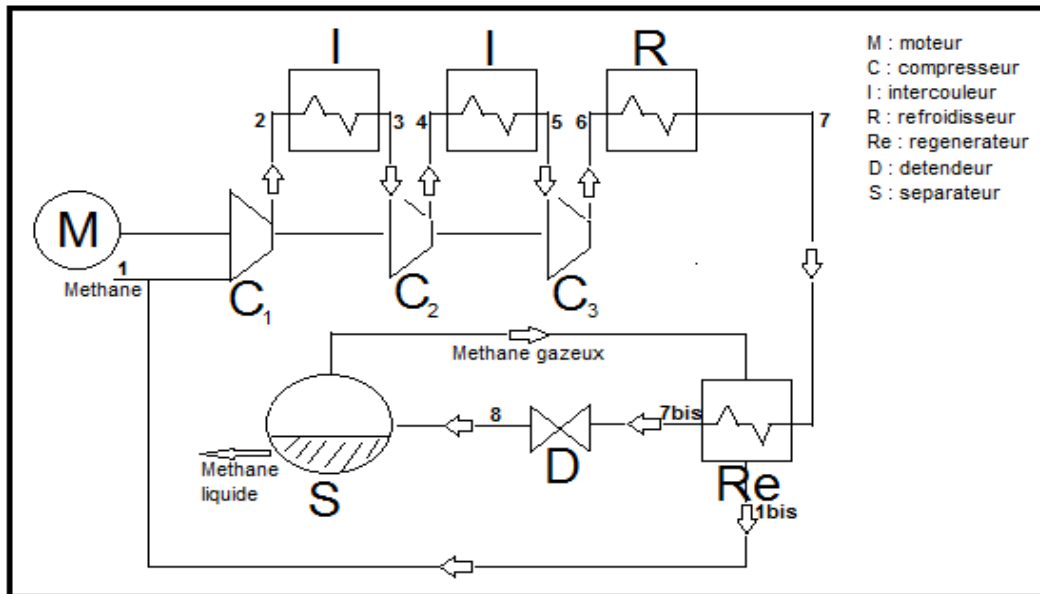 I
I
R
M : moteur
C : compresseur
I : intercouleur
R : refroidisseur
Re : regenerateur
D : detendeur
S : separateur
2
3
4
5
6
7
M
1
Methane
C1
C2
C3
Methane gazeux
8
7bis
Methane
liquide
S
D
Re
1bis